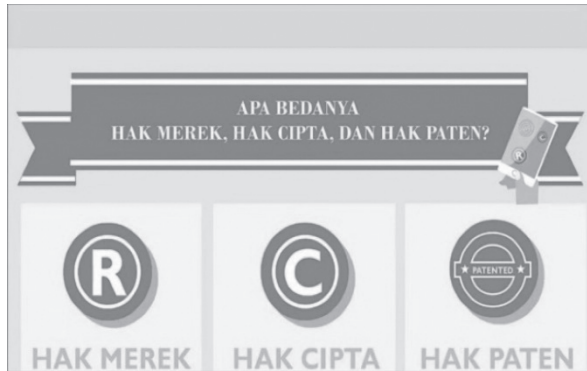 APA BEDANYA
HAK MEREK, HAK CIPTA, DAN HAK PATEN?
R
C
R
C
★ PATENTED ★
HAK MEREK
HAK CIPTA
HAK PATEN